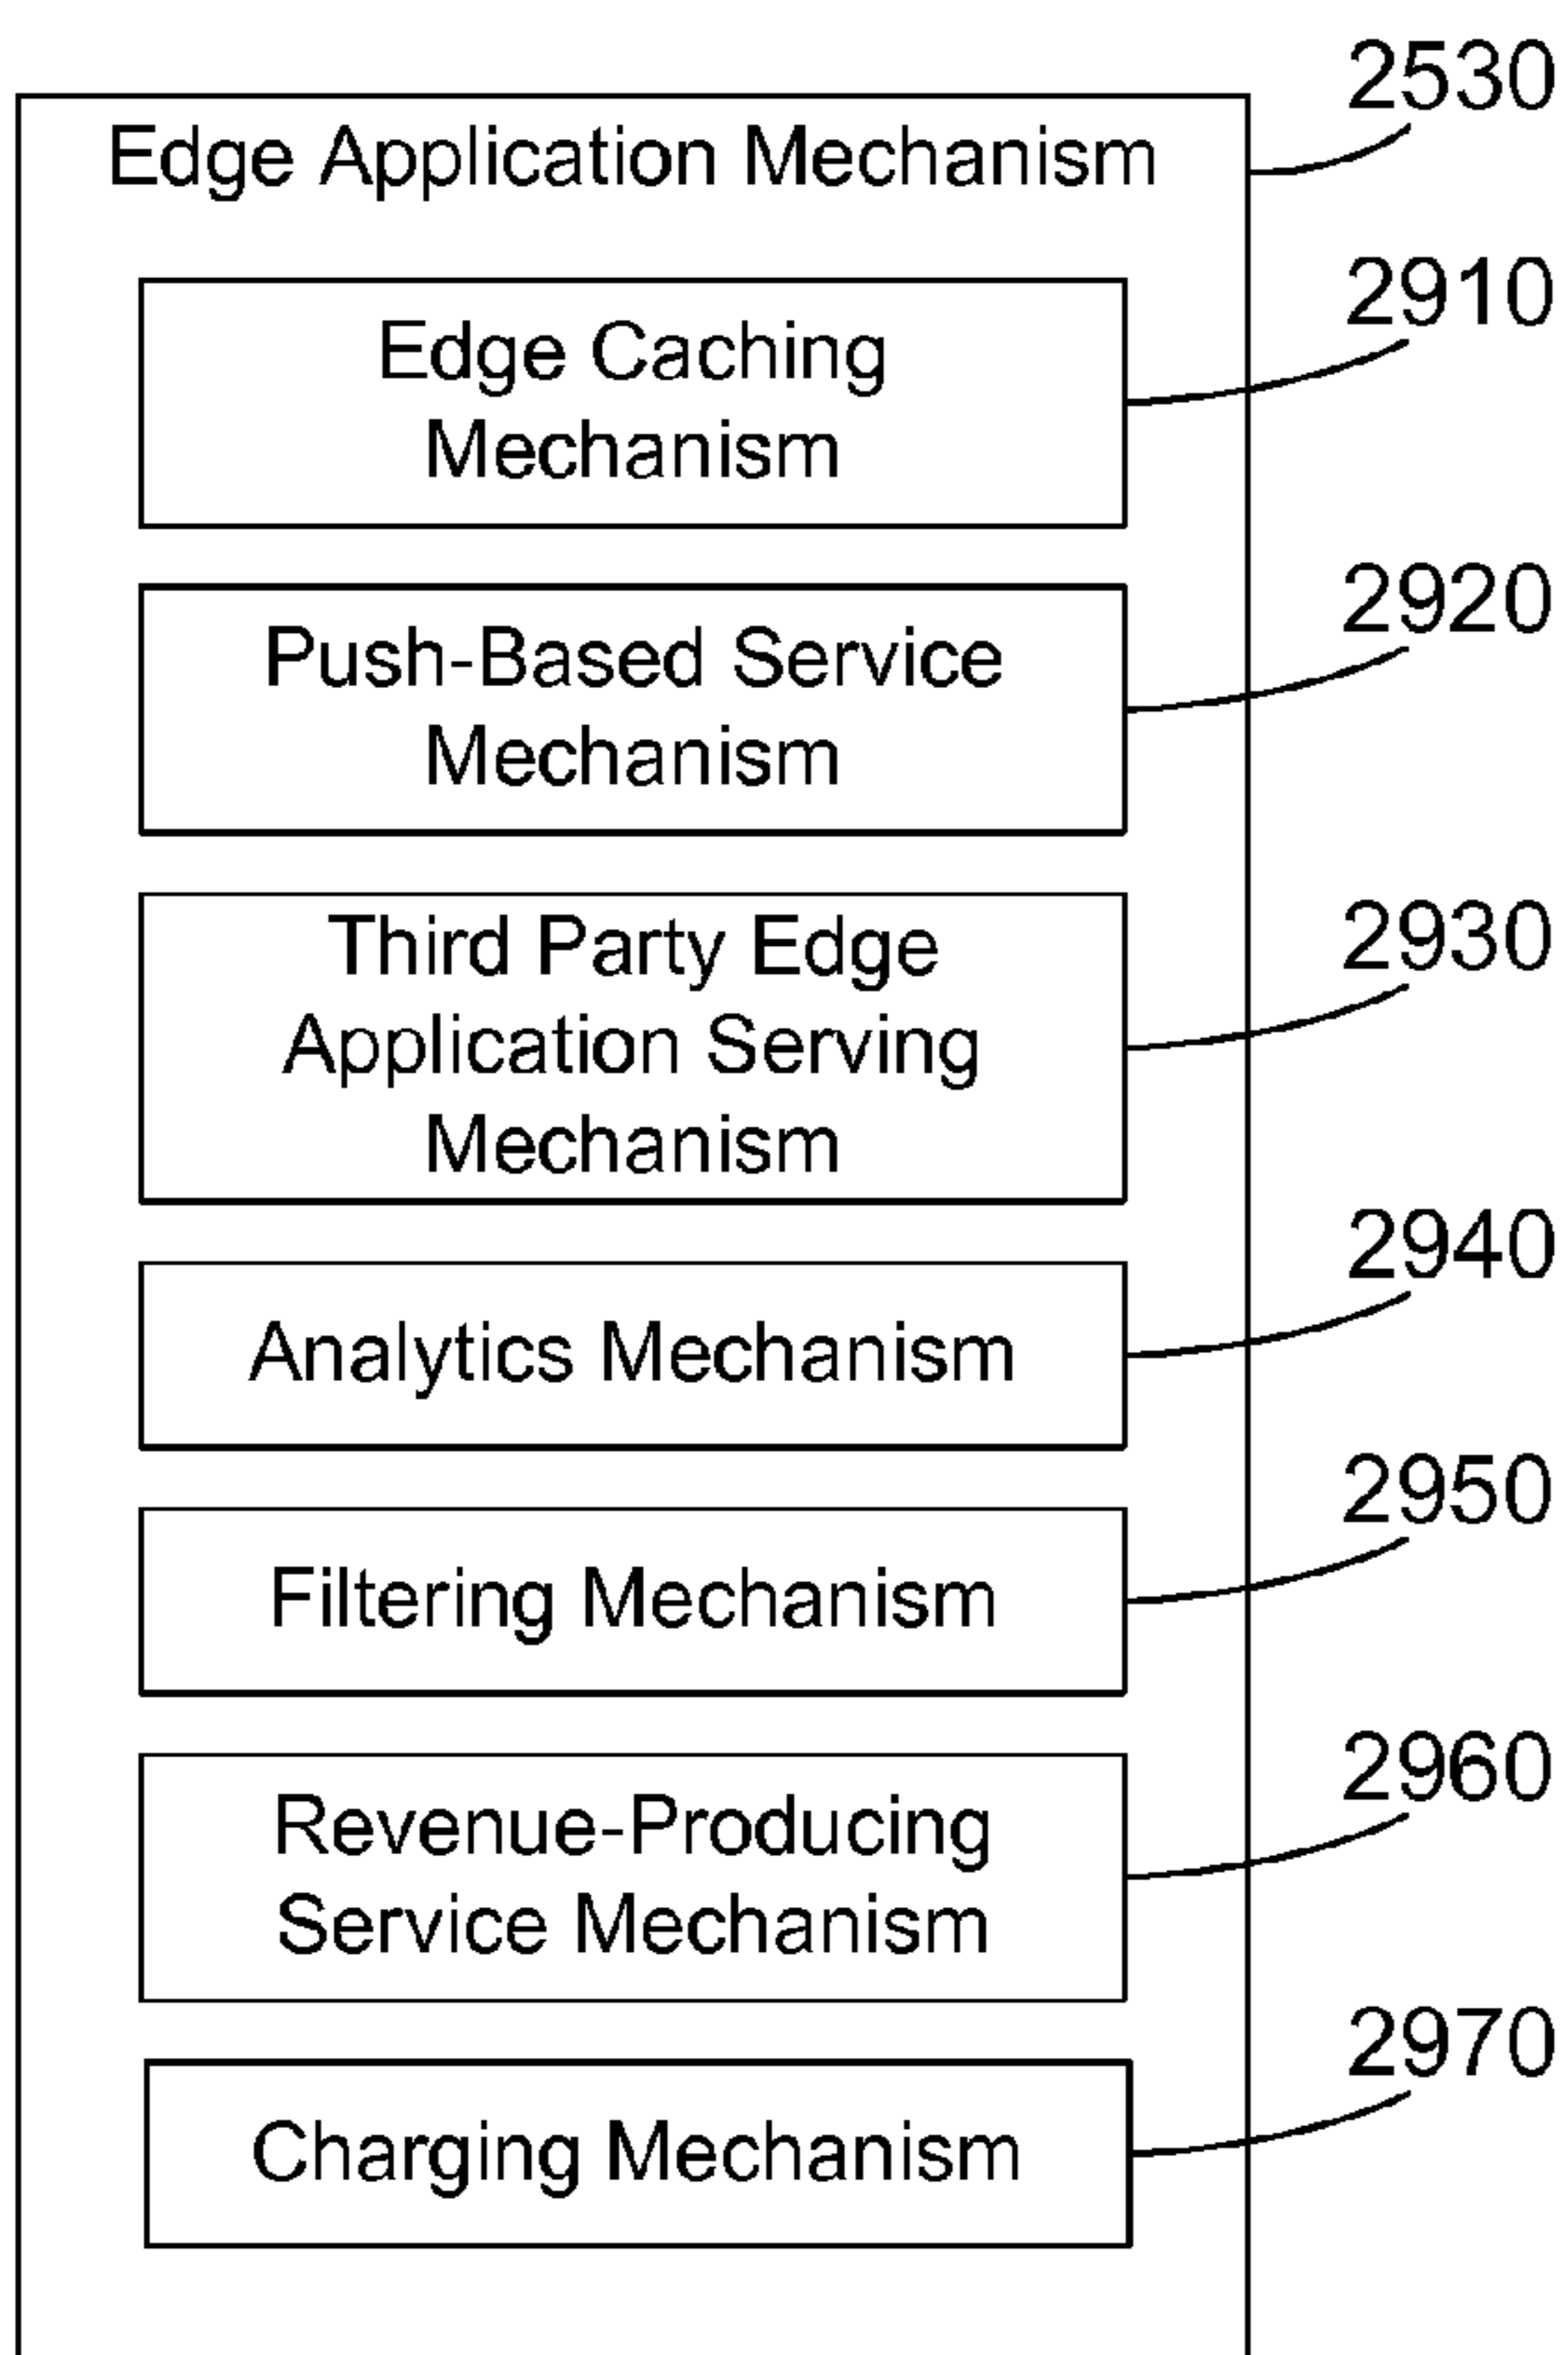 2530
Edge Application Mechanism
2910
Edge Caching
Mechanism
2920
Push-Based Service
Mechanism
2930
Third Party Edge
Application Serving
Mechanism
2940
Analytics Mechanism
2950
Filtering Mechanism
2960
Revenue-Producing
Service Mechanism
2970
Charging Mechanism